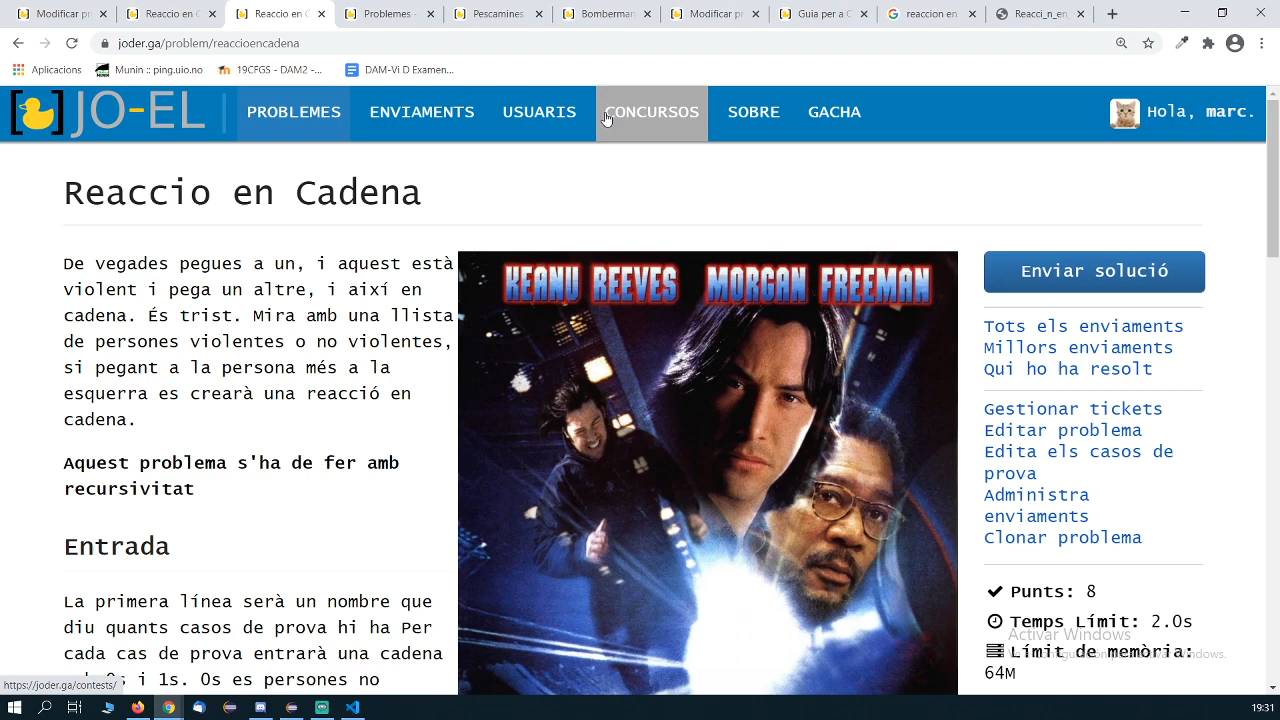 Modificar pr
Reaccio en C
Reaccio en C
Problemes -
Pescamines
Bomberman
Modificar pr
Guia per a C
reaccion en
Reacci_n_en_
joder.ga/problem/reaccioencadena
Aplicacions
Munin :: ping.uio.no
19CFGS - DAM2 -...
DAM-Vi D Examen...
JO-EL
PROBLEMES
ENVIAMENTS
USUARIS
CONCURSOS
SOBRE
GACHA
Hola, marc.
Reaccio en Cadena
De vegades pegues a un, i aquest està
violent i pega un altre, i així en
cadena. És trist. Mira amb una llista
de persones violentes o no violentes,
si pegant a la persona més a la
esquerra es crearà una reacció en
cadena.
Aquest problema s'ha de fer amb
recursivitat
Entrada
La primera línea serà un nombre que
diu quants casos de prova hi ha Per
cada cas de prova entrarà una cadena
0s i 1s. Os es persones no
KEANU REEVES MORGAN FREEMAN
Enviar solució
Tots els enviaments
Millors enviaments
Qui ho ha resolt
Gestionar tickets
Editar problema
Edita els casos de
prova
Administra
enviaments
Clonar problema
Punts: 8
Temps Límit: 2.0s
Límit de memòria:
64M
Activar Windows
https://joder.ga/contests/
19:31